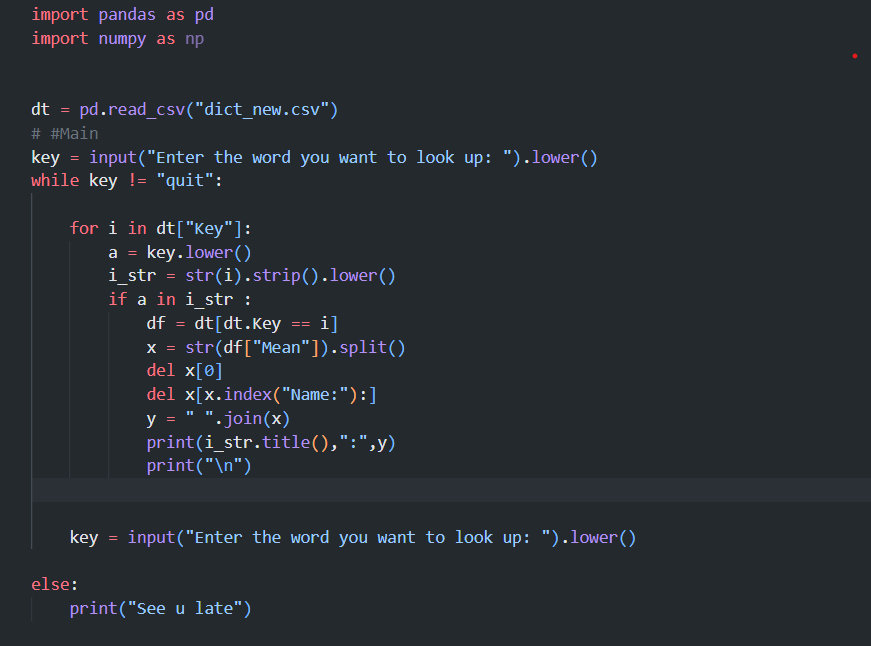 import pandas as pd
import numpy as np
dt = pd.read_csv("dict_new.csv")
# #Main
key = input("Enter the word you want to look up: ").lower()
while key != "quit":
    for i in dt["Key"]:
        a = key.lower()
        i_str = str(i).strip().lower()
        if a in i_str :
            df = dt[dt.Key == i]
            x = str(df["Mean"]).split()
            del x[0]
            del x[x.index("Name:"):]
            y = " ".join(x)
            print(i_str.title(),":",y)
            print("\n")
    key = input("Enter the word you want to look up: ").lower()
else:
    print("See u late")